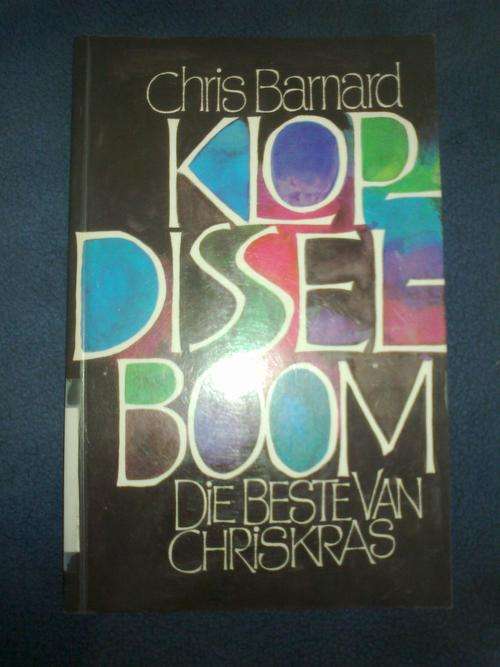 Chris Barnard
KLOP-
DISSEL-
BOOM
DiE BESTE VAN
CHRiSKRAS